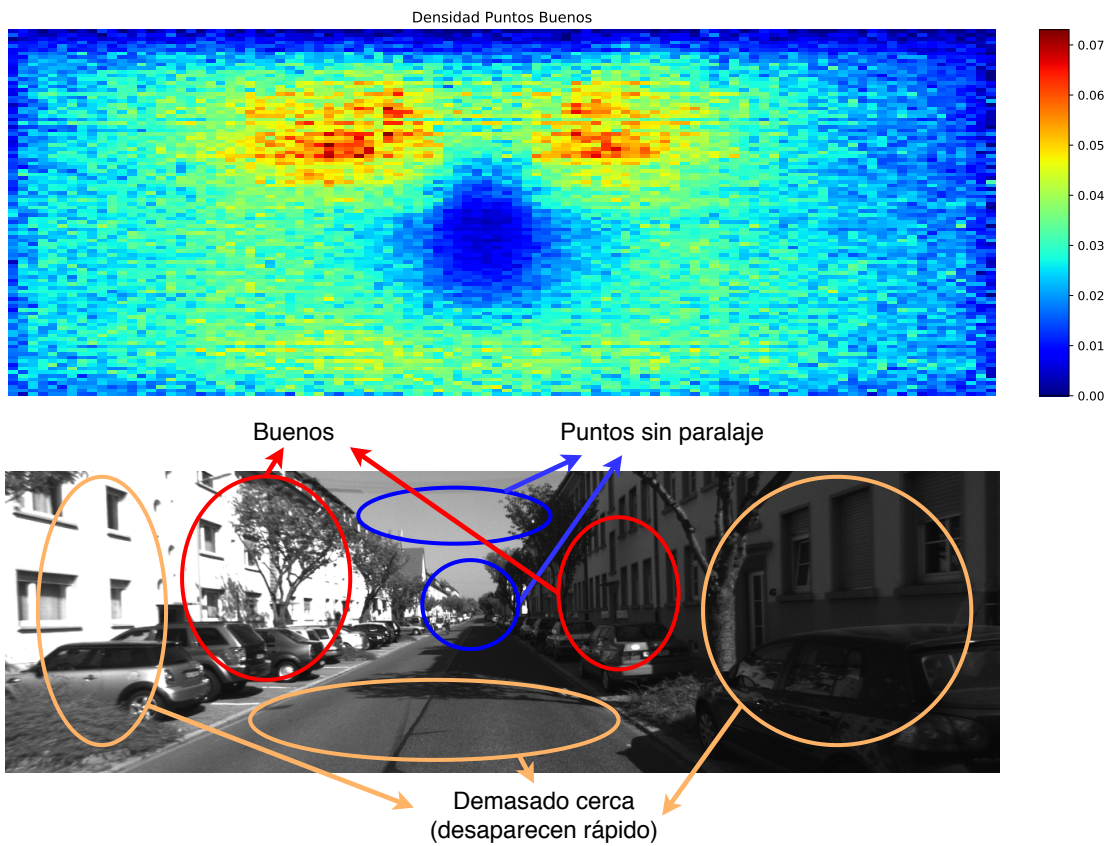 Densidad Puntos Buenos
0.07
0.06
0.05
0.04
0.03
0.02
0.01
0.00
Buenos
Puntos sin paralaje
Demasado cerca
(desaparecen rápido)